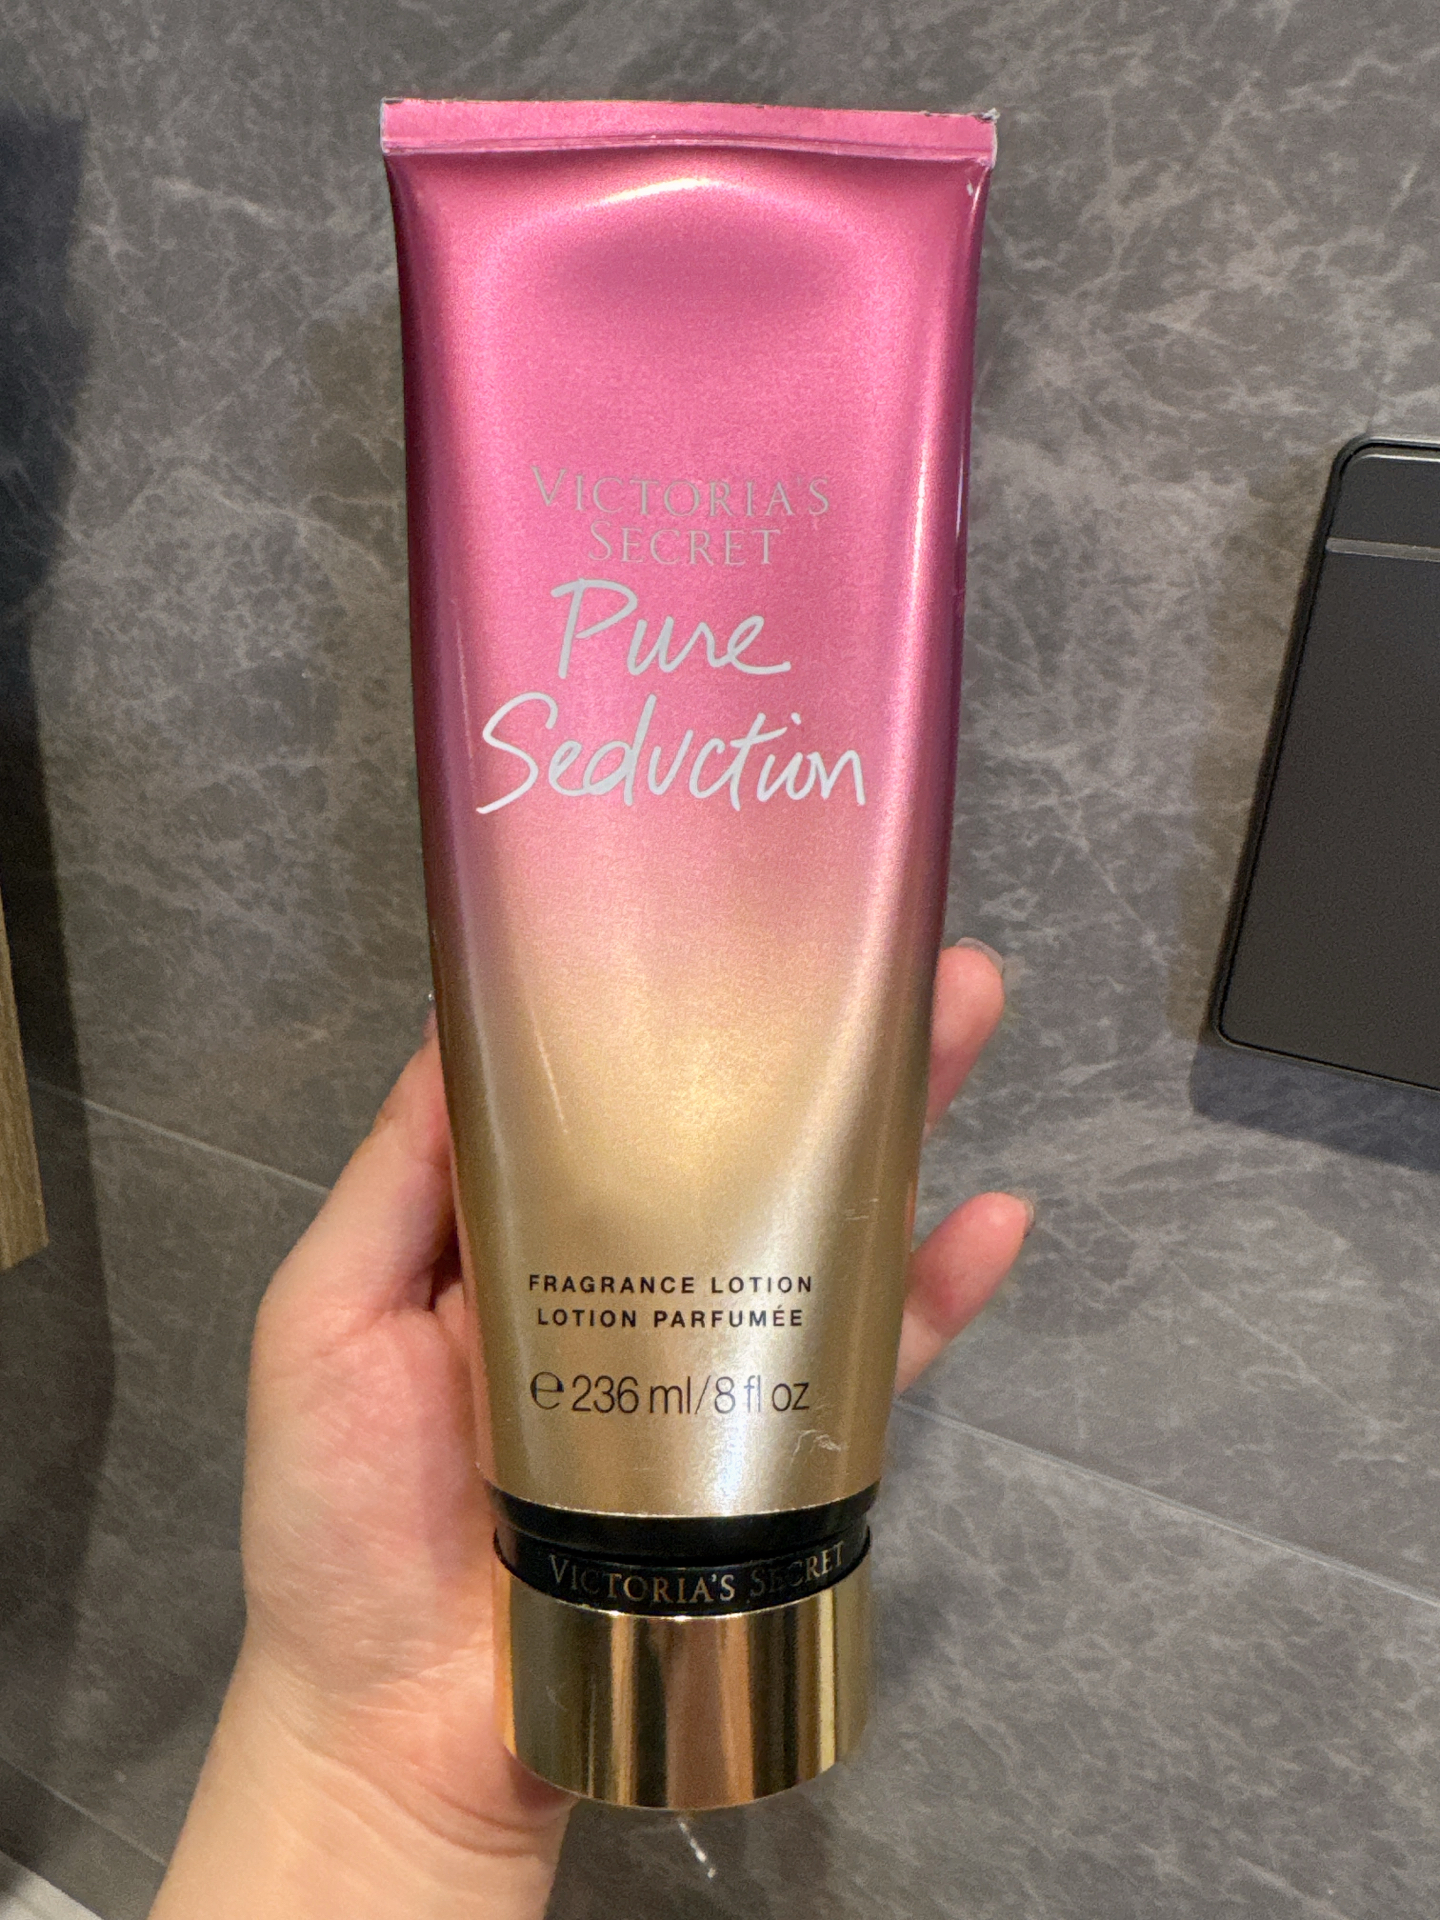 VICTORIA'S
SECRET
Pure
Seduction
FRAGRANCE LOTION
LOTION PARFUMÉE
℮ 236 ml/8 fl oz
VICTORIA'S SECRET